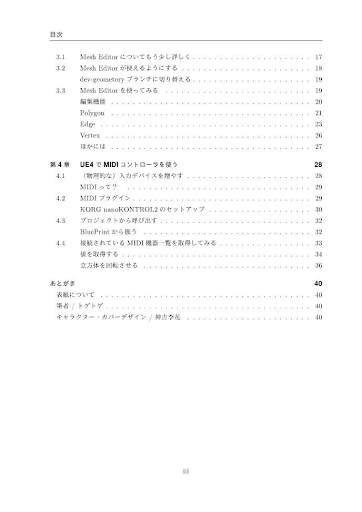 目次
3.1 Mesh Editor についてもう少し詳しく . . . . . . . . . . . . . . . . . . . . . . 17
3.2 Mesh Editor が使えるようにする . . . . . . . . . . . . . . . . . . . . . . . . 18
dev-geometory ブランチに切り替える . . . . . . . . . . . . . . . . . . . . . . 19
3.3 Mesh Editor を使ってみる . . . . . . . . . . . . . . . . . . . . . . . . . . . 19
編集機能 . . . . . . . . . . . . . . . . . . . . . . . . . . . . . . . . . . . . . 20
Polygon . . . . . . . . . . . . . . . . . . . . . . . . . . . . . . . . . . . . . 21
Edge . . . . . . . . . . . . . . . . . . . . . . . . . . . . . . . . . . . . . . . 23
Vertex . . . . . . . . . . . . . . . . . . . . . . . . . . . . . . . . . . . . . . 26
ほかには . . . . . . . . . . . . . . . . . . . . . . . . . . . . . . . . . . . . . 27
第 4 章 UE4 で MIDI コントローラを使う 28
4.1 （物理的な）入力デバイスを増やす . . . . . . . . . . . . . . . . . . . . . . . 28
MIDI って？ . . . . . . . . . . . . . . . . . . . . . . . . . . . . . . . . . . . 29
4.2 MIDI プラグイン . . . . . . . . . . . . . . . . . . . . . . . . . . . . . . . . 29
KORG nanoKONTROL2 のセットアップ . . . . . . . . . . . . . . . . . . . 30
4.3 プロジェクトから呼び出す . . . . . . . . . . . . . . . . . . . . . . . . . . . 32
BluePrint から扱う . . . . . . . . . . . . . . . . . . . . . . . . . . . . . . . 32
4.4 接続されている MIDI 機器一覧を取得してみる . . . . . . . . . . . . . . . . . 33
値を取得する . . . . . . . . . . . . . . . . . . . . . . . . . . . . . . . . . . . 34
立方体を回転させる . . . . . . . . . . . . . . . . . . . . . . . . . . . . . . . 36
あとがき 40
表紙について . . . . . . . . . . . . . . . . . . . . . . . . . . . . . . . . . . . 40
筆者 / トゲトゲ . . . . . . . . . . . . . . . . . . . . . . . . . . . . . . . . . . 40
キャラクター・カバーデザイン / 神吉李花 . . . . . . . . . . . . . . . . . . . . 40
iii